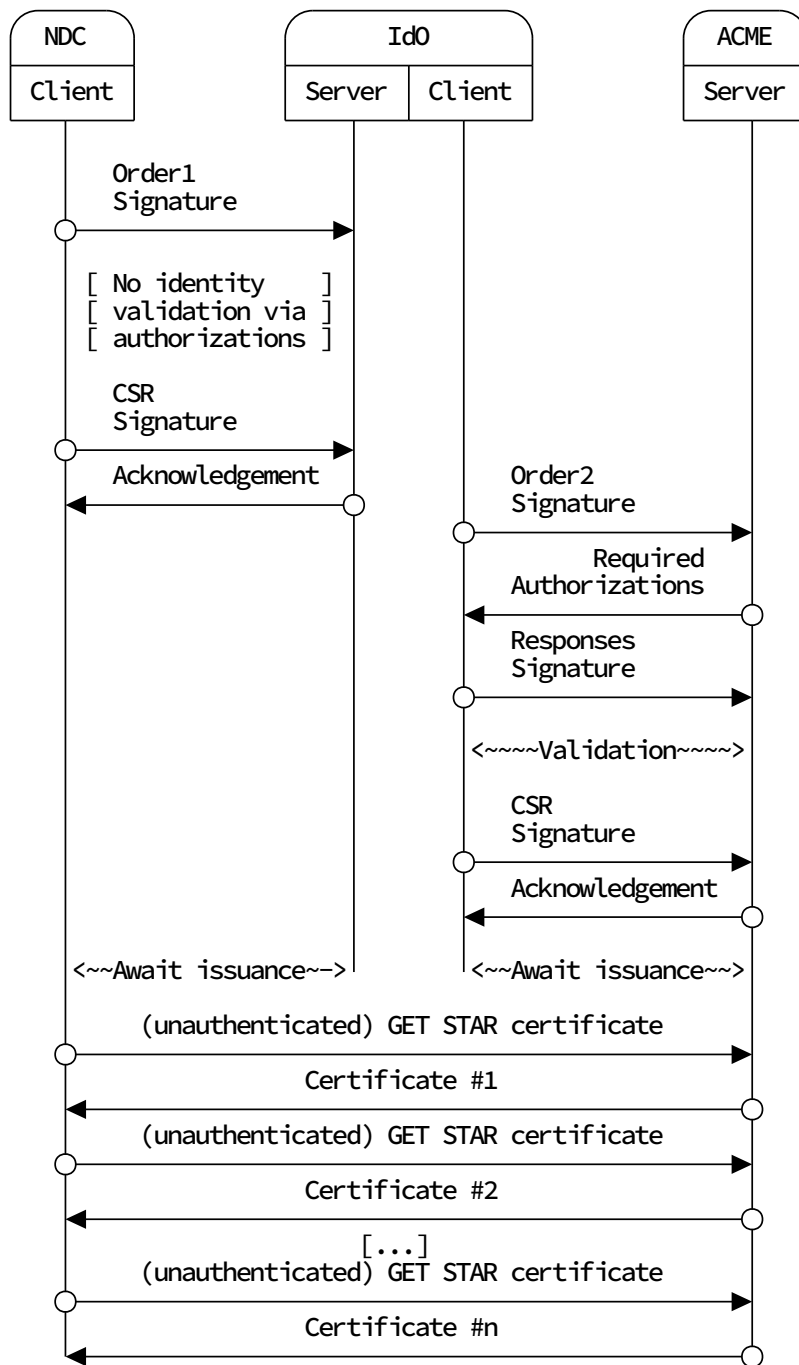 NDC IdO ACME
Client Server Client Server
Order1
Signature
[ No identity ]
[ validation via ]
[ authorizations ]
CSR
Signature
Acknowledgement
Order2
Signature
Required
Authorizations
Responses
Signature
<~~~~Validation~~~~>
CSR
Signature
Acknowledgement
<~~Await issuance~-> <~~Await issuance~~>
(unauthenticated) GET STAR certificate
Certificate #1
(unauthenticated) GET STAR certificate
Certificate #2
[...]
(unauthenticated) GET STAR certificate
Certificate #n